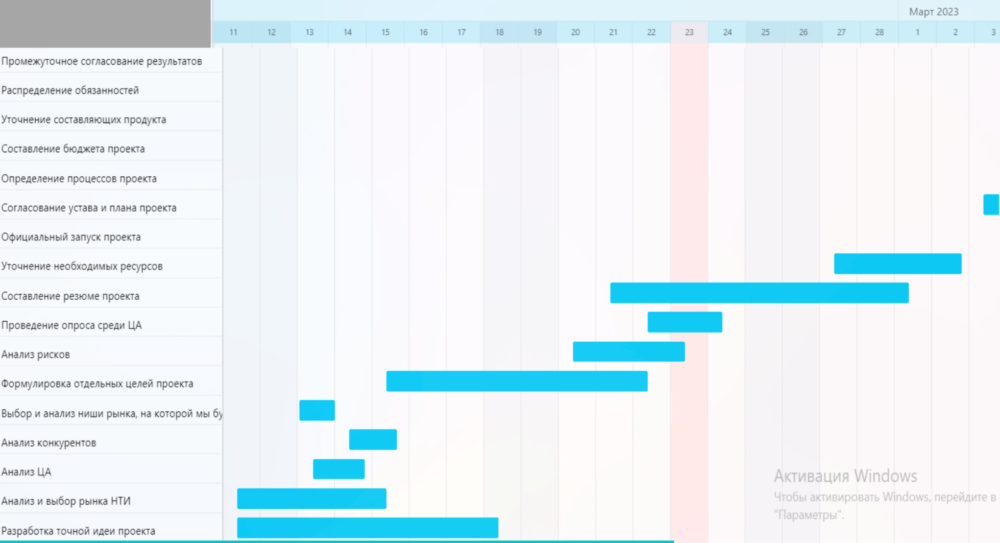 Март 2023
11 12 13 14 15 16 17 18 19 20 21 22 23 24 25 26 27 28 1 2 3
Промежуточное согласование результатов
Распределение обязанностей
Уточнение составляющих продукта
Составление бюджета проекта
Определение процессов проекта
Согласование устава и плана проекта
Официальный запуск проекта
Уточнение необходимых ресурсов
Составление резюме проекта
Проведение опроса среди ЦА
Анализ рисков
Формулировка отдельных целей проекта
Выбор и анализ ниши рынка, на которой мы бу
Анализ конкурентов
Анализ ЦА
Анализ и выбор рынка НТИ
Разработка точной идеи проекта
Активация Windows
Чтобы активировать Windows, перейдите в
"Параметры".